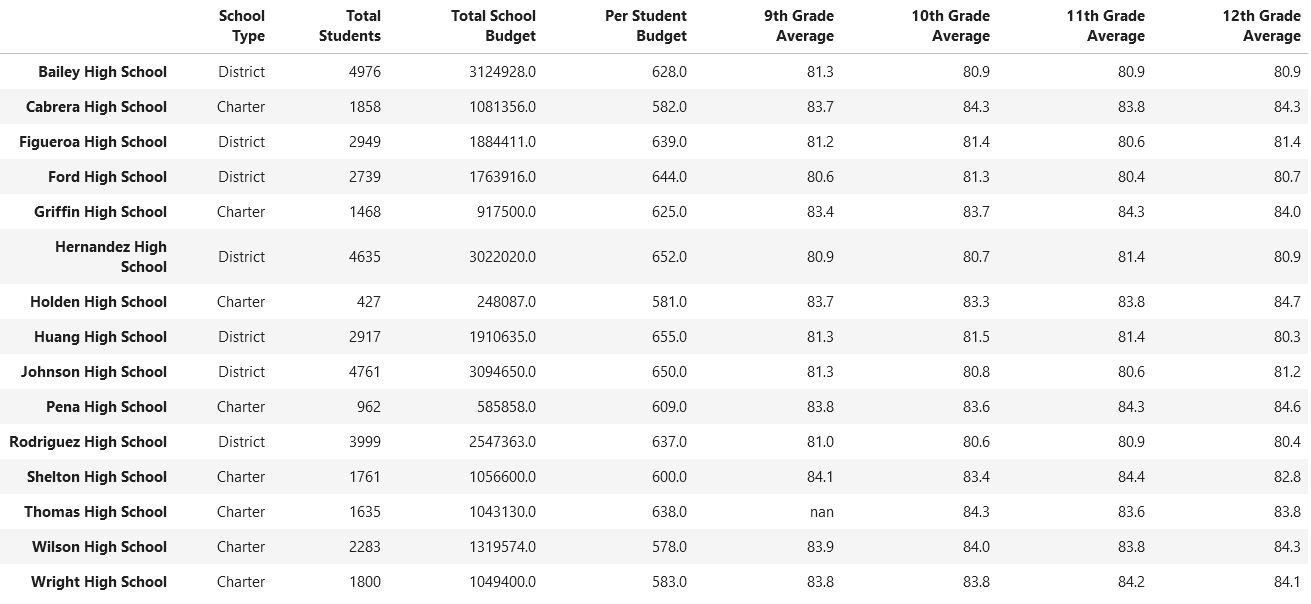 School Total Total School Per Student 9th Grade 10th Grade 11th Grade 12th Grade
Type Students Budget Budget Average Average Average Average
Bailey High School District 4976 3124928.0 628.0 81.3 80.9 80.9 80.9
Cabrera High School Charter 1858 1081356.0 582.0 83.7 84.3 83.8 84.3
Figueroa High School District 2949 1884411.0 639.0 81.2 81.4 80.6 81.4
Ford High School District 2739 1763916.0 644.0 80.6 81.3 80.4 80.7
Griffin High School Charter 1468 917500.0 625.0 83.4 83.7 84.3 84.0
Hernandez High
School District 4635 3022020.0 652.0 80.9 80.7 81.4 80.9
Holden High School Charter 427 248087.0 581.0 83.7 83.3 83.8 84.7
Huang High School District 2917 1910635.0 655.0 81.3 81.5 81.4 80.3
Johnson High School District 4761 3094650.0 650.0 81.3 80.8 80.6 81.2
Pena High School Charter 962 585858.0 609.0 83.8 83.6 84.3 84.6
Rodriguez High School District 3999 2547363.0 637.0 81.0 80.6 80.9 80.4
Shelton High School Charter 1761 1056600.0 600.0 84.1 83.4 84.4 82.8
Thomas High School Charter 1635 1043130.0 638.0 nan 84.3 83.6 83.8
Wilson High School Charter 2283 1319574.0 578.0 83.9 84.0 83.8 84.3
Wright High School Charter 1800 1049400.0 583.0 83.8 83.8 84.2 84.1